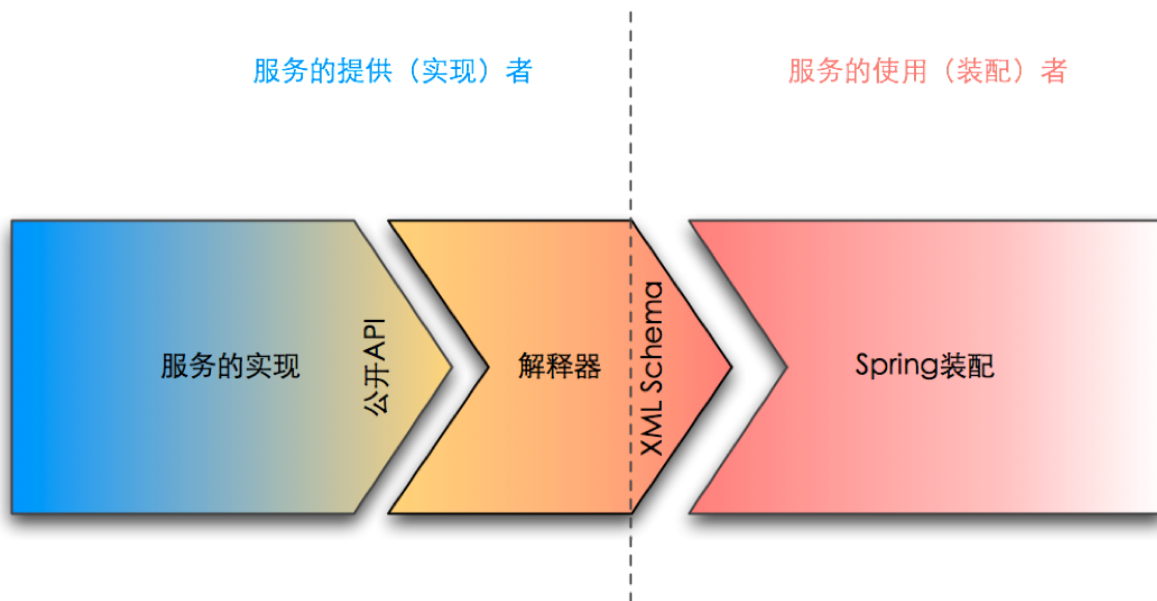 服务的提供（实现）者
服务的使用（装配）者
服务的实现
公开API
解释器
XML Schema
Spring装配